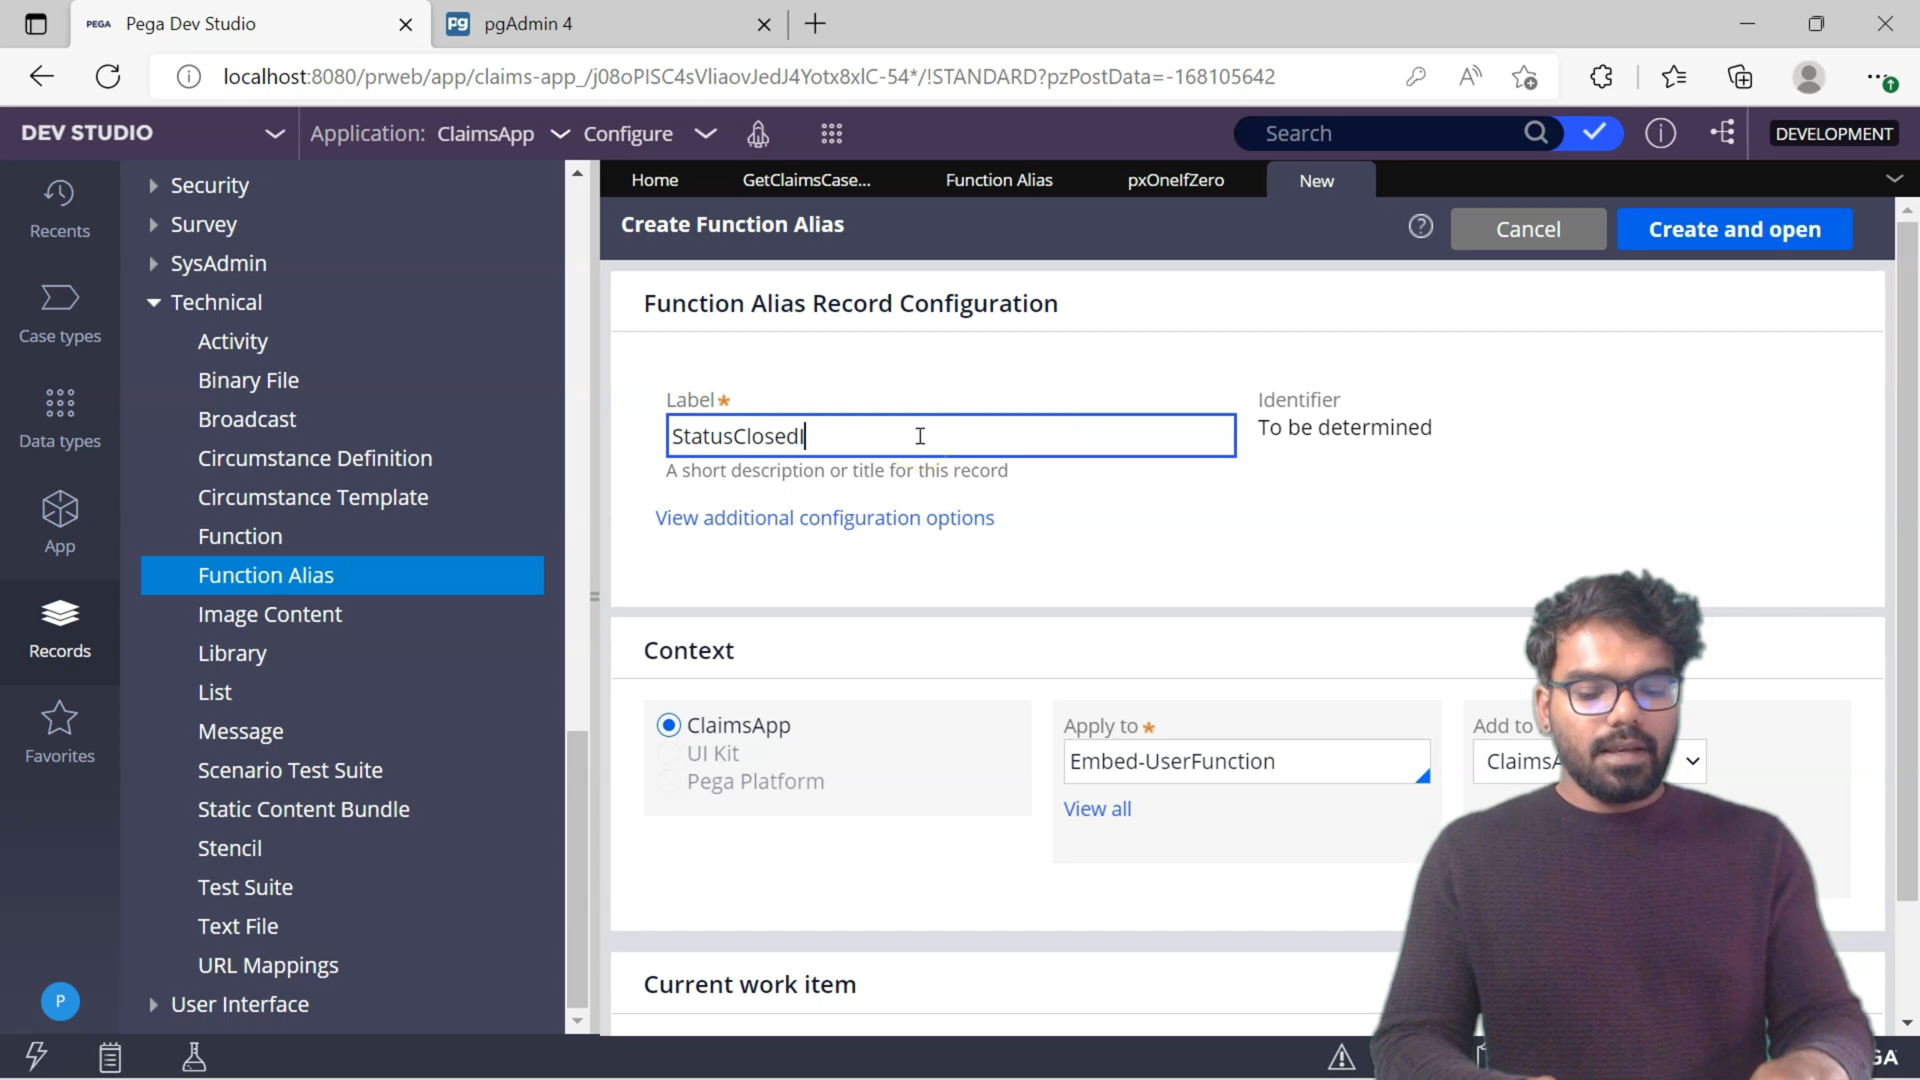 PEGA Pega Dev Studio
pgAdmin 4
localhost:8080/prweb/app/claims-app_/j08oPISC4sVliaovJedJ4Yotx8xlC-54*/!STANDARD?pzPostData=-168105642
DEV STUDIO
Application: ClaimsApp
Configure
Search
DEVELOPMENT
Recents
Case types
Data types
App
Records
Favorites
P
Security
Survey
SysAdmin
Technical
Activity
Binary File
Broadcast
Circumstance Definition
Circumstance Template
Function
Function Alias
Image Content
Library
List
Message
Scenario Test Suite
Static Content Bundle
Stencil
Test Suite
Text File
URL Mappings
User Interface
Home
GetClaimsCase...
Function Alias
pxOneIfZero
New
Create Function Alias
Cancel
Create and open
Function Alias Record Configuration
Label*
StatusClosedI
A short description or title for this record
Identifier
To be determined
View additional configuration options
Context
ClaimsApp
UI Kit
Pega Platform
Apply to *
Embed-UserFunction
View all
Add to
Current work item